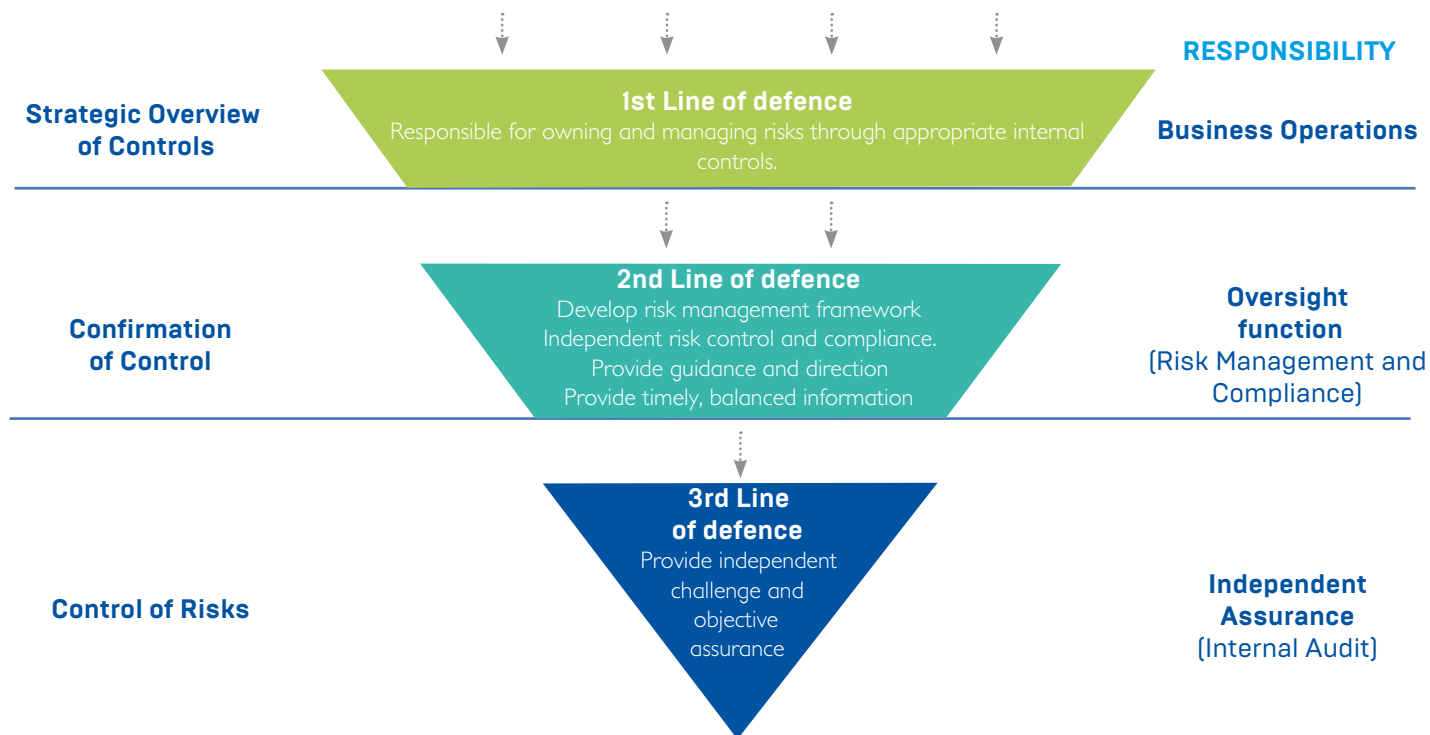 RESPONSIBILITY
Strategic Overview
of Controls
1st Line of defence
Responsible for owning and managing risks through appropriate internal
controls.
Business Operations
Confirmation
of Control
2nd Line of defence
Develop risk management framework
Independent risk control and compliance.
Provide guidance and direction
Provide timely, balanced information
Oversight
function
(Risk Management and
Compliance)
Control of Risks
3rd Line
of defence
Provide independent
challenge and
objective
assurance
Independent
Assurance
(Internal Audit)